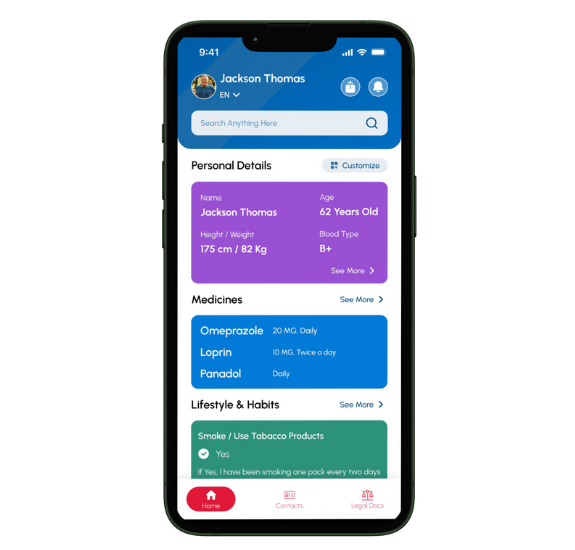 9:41
Jackson Thomas
EN
Search Anything Here
Personal Details
Customize
Name
Age
Jackson Thomas
62 Years Old
Height / Weight
Blood Type
175 cm / 82 Kg
B+
See More
Medicines
See More
Omeprazole 20 MG, Daily
Loprin 10 MG, Twice a day
Panadol Daily
Lifestyle & Habits
See More
Smoke / Use Tabacco Products
Yes
If Yes, I have been smoking one pack every two days
Home
Contacts
Legal Docs